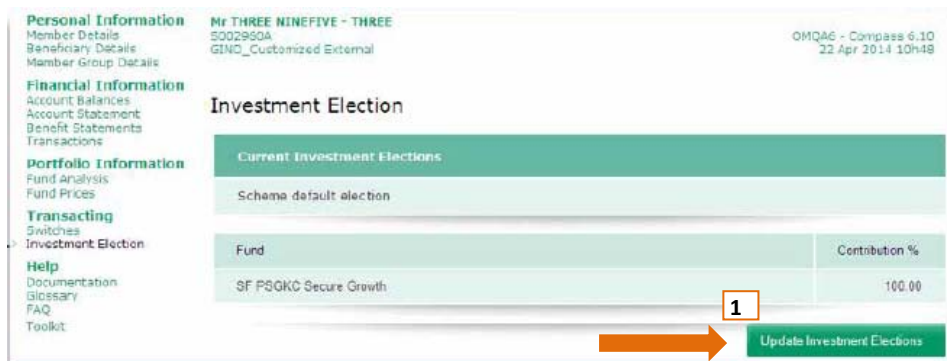 Personal Information
Member Details
Beneficiary Details
Member Group Details
Financial Information
Account Balances
Account Statement
Benefit Statements
Transactions
Portfolio Information
Fund Analysis
Fund Prices
Transacting
Switches
Investment Election
Help
Documentation
Glossary
FAQ
Toolkit
Mr THREE NINEFIVE - THREE
S002960A
GINO_Customized External
OMQA6 - Compass 6.10
22 Apr 2014 10h48
Investment Election
Current Investment Elections
Scheme default election
Fund Contribution %
SF PSGKC Secure Growth 100.00
1
Update Investment Elections